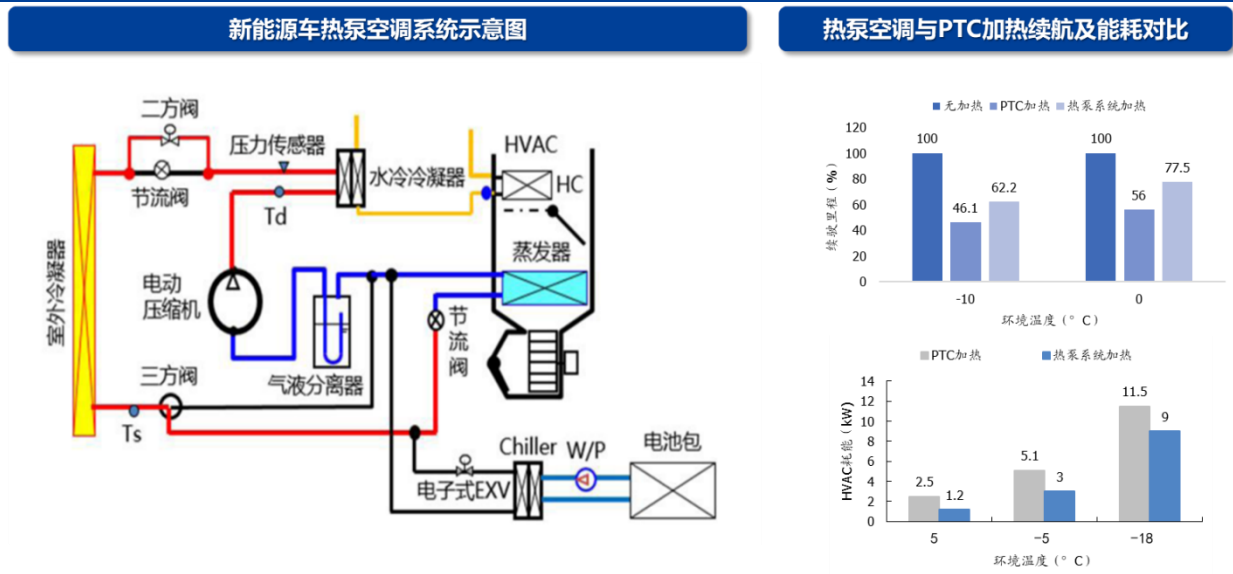 新能源车热泵空调系统示意图
二方阀
压力传感器
节流阀
水冷冷凝器
HVAC
HC
Td
室外冷凝器
电动
压缩机
蒸发器
节
流
阀
气液分离器
三方阀
Ts
Chiller
W/P
电池包
电子式EXV
热泵空调与PTC加热续航及能耗对比
无加热 PTC加热 热泵系统加热
续驶里程（%）
120
100
80
60
40
20
0
100
46.1
62.2
100
56
77.5
-10
0
环境温度（°C）
PTC加热 热泵系统加热
HVAC耗能（kW）
14
12
10
8
6
4
2
0
2.5
1.2
5.1
3
11.5
9
5
-5
-18
环境温度（°C）